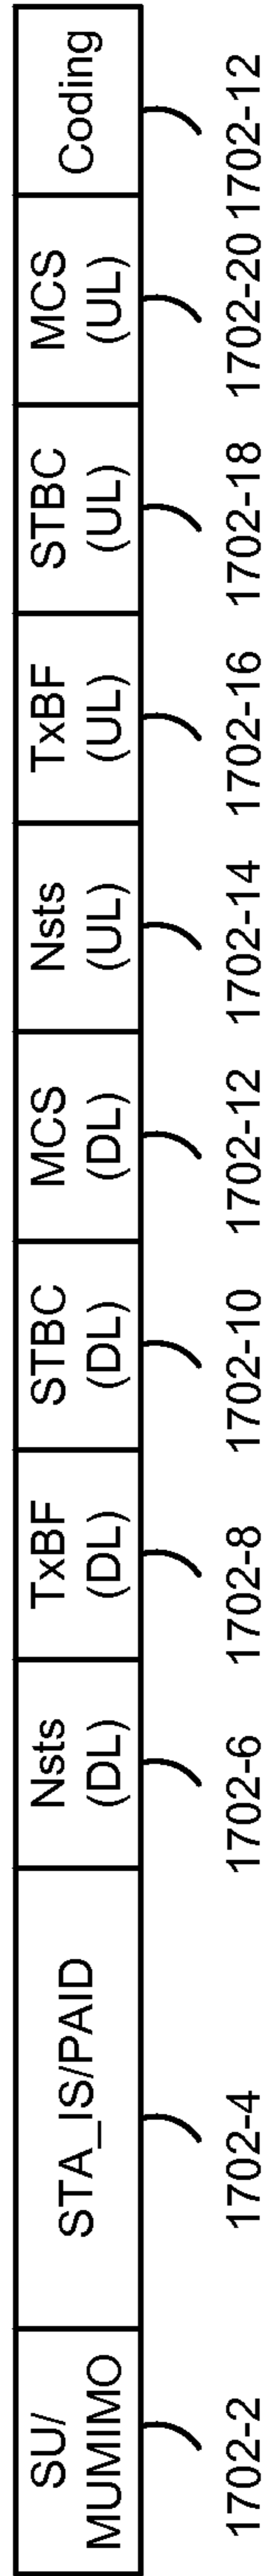 SU/
MUMIMO
STA_IS/PAID
Nsts
(DL)
TxBF
(DL)
STBC
(DL)
MCS
(DL)
Nsts
(UL)
TxBF
(UL)
STBC
(UL)
MCS
(UL)
Coding
1702-2
1702-4
1702-6
1702-8
1702-10
1702-12
1702-14
1702-16
1702-18
1702-20
1702-12